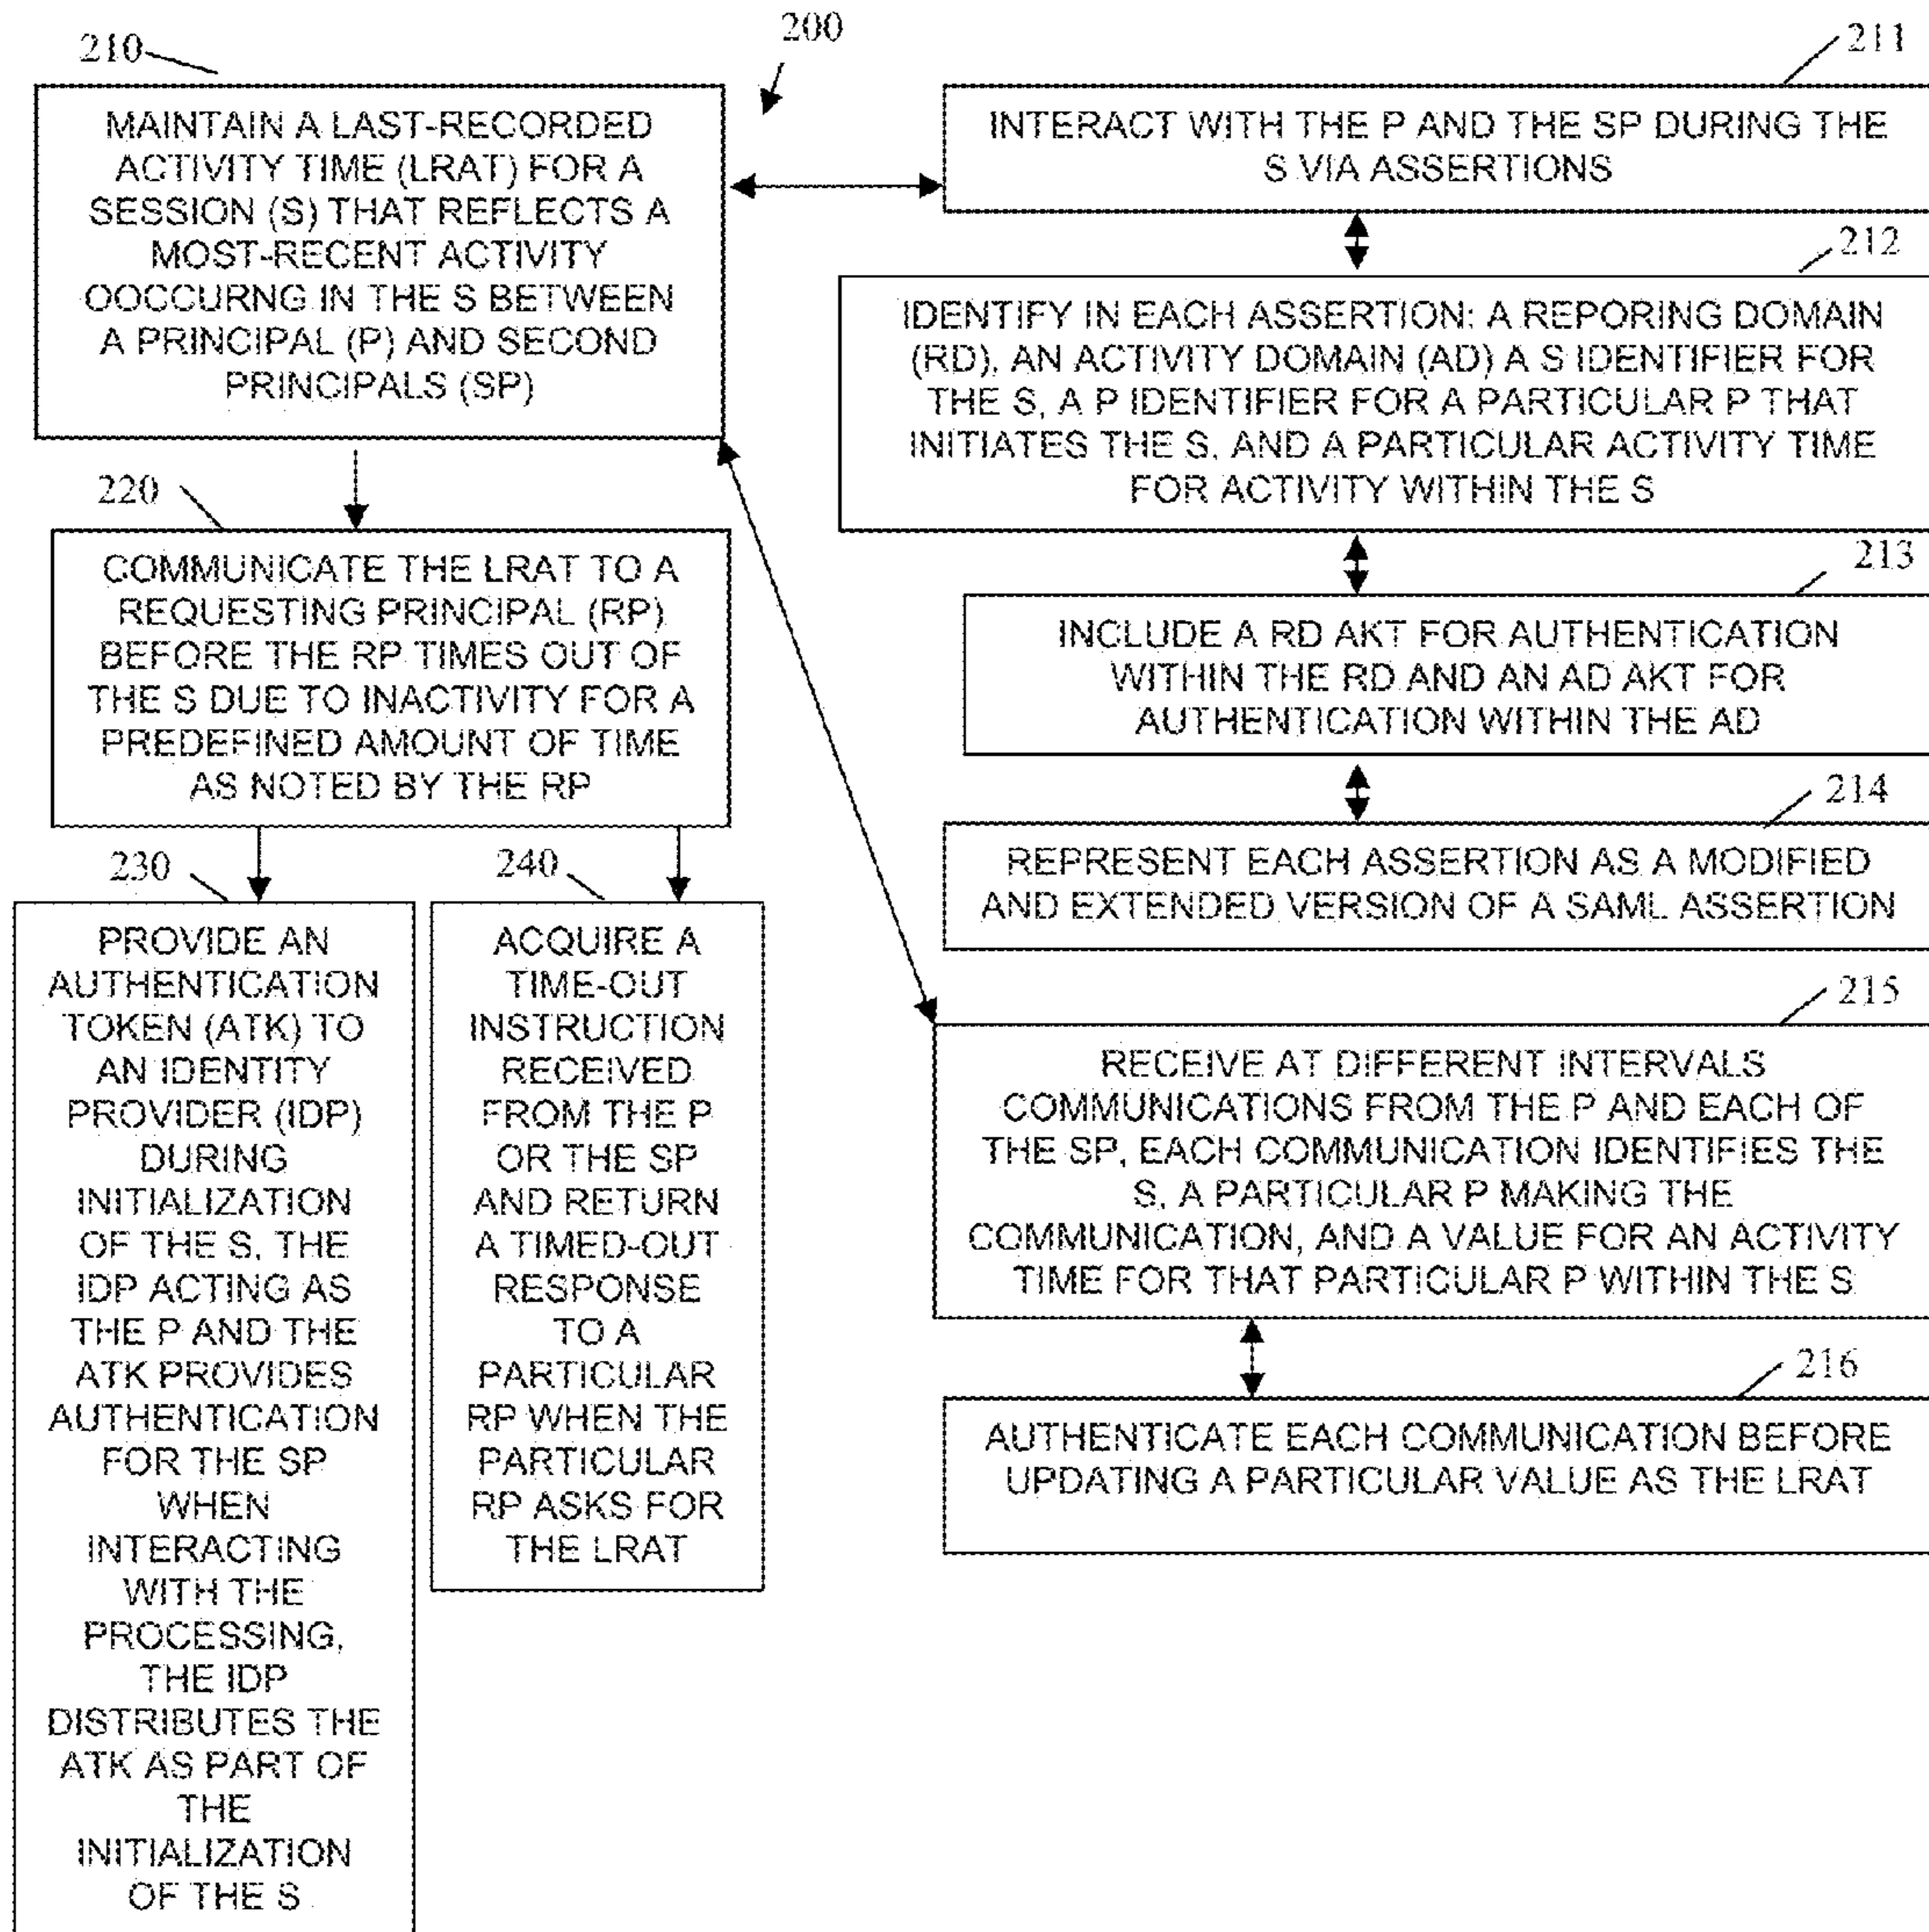 200
210
MAINTAIN A LAST-RECORDED
ACTIVITY TIME (LRAT) FOR A
SESSION (S) THAT REFLECTS A
MOST-RECENT ACTIVITY
OOCCURNG IN THE S BETWEEN
A PRINCIPAL (P) AND SECOND
PRINCIPALS (SP)
220
COMMUNICATE THE LRAT TO A
REQUESTING PRINCIPAL (RP)
BEFORE THE RP TIMES OUT OF
THE S DUE TO INACTIVITY FOR A
PREDEFINED AMOUNT OF TIME
AS NOTED BY THE RP
230
PROVIDE AN
AUTHENTICATION
TOKEN (ATK) TO
AN IDENTITY
PROVIDER (IDP)
DURING
INITIALIZATION
OF THE S, THE
IDP ACTING AS
THE P AND THE
ATK PROVIDES
AUTHENTICATION
FOR THE SP
WHEN
INTERACTING
WITH THE
PROCESSING,
THE IDP
DISTRIBUTES THE
ATK AS PART OF
THE
INITIALIZATION
OF THE S
240
ACQUIRE A
TIME-OUT
INSTRUCTION
RECEIVED
FROM THE P
OR THE SP
AND RETURN
A TIMED-OUT
RESPONSE
TO A
PARTICULAR
RP WHEN THE
PARTICULAR
RP ASKS FOR
THE LRAT
211
INTERACT WITH THE P AND THE SP DURING THE
S VIA ASSERTIONS
212
IDENTIFY IN EACH ASSERTION: A REPORING DOMAIN
(RD), AN ACTIVITY DOMAIN (AD) A S IDENTIFIER FOR
THE S, A P IDENTIFIER FOR A PARTICULAR P THAT
INITIATES THE S, AND A PARTICULAR ACTIVITY TIME
FOR ACTIVITY WITHIN THE S
213
INCLUDE A RD AKT FOR AUTHENTICATION
WITHIN THE RD AND AN AD AKT FOR
AUTHENTICATION WITHIN THE AD
214
REPRESENT EACH ASSERTION AS A MODIFIED
AND EXTENDED VERSION OF A SAML ASSERTION
215
RECEIVE AT DIFFERENT INTERVALS
COMMUNICATIONS FROM THE P AND EACH OF
THE SP, EACH COMMUNICATION IDENTIFIES THE
S, A PARTICULAR P MAKING THE
COMMUNICATION, AND A VALUE FOR AN ACTIVITY
TIME FOR THAT PARTICULAR P WITHIN THE S
216
AUTHENTICATE EACH COMMUNICATION BEFORE
UPDATING A PARTICULAR VALUE AS THE LRAT